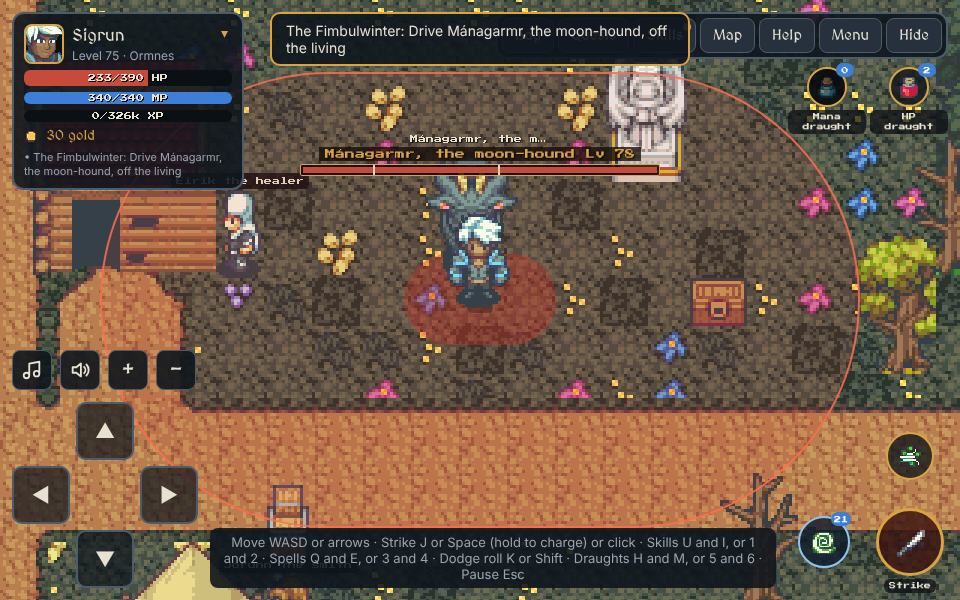 Sigrun
Level 75 · Ormnes
233/390 HP
340/340 MP
0/326k XP
30 gold
• The Fimbulwinter: Drive Mánagarmr,
the moon-hound, off the living
The Fimbulwinter: Drive Mánagarmr, the moon-hound, off
the living
Map
Help
Menu
Hide
0
Mana
draught
2
HP
draught
Mánagarmr, the m…
Mánagarmr, the moon-hound Lv 78
Eirik the healer
Move WASD or arrows · Strike J or Space (hold to charge) or click · Skills U and I, or 1
and 2 · Spells Q and E, or 3 and 4 · Dodge roll K or Shift · Draughts H and M, or 5 and 6 ·
Pause Esc
21
Strike